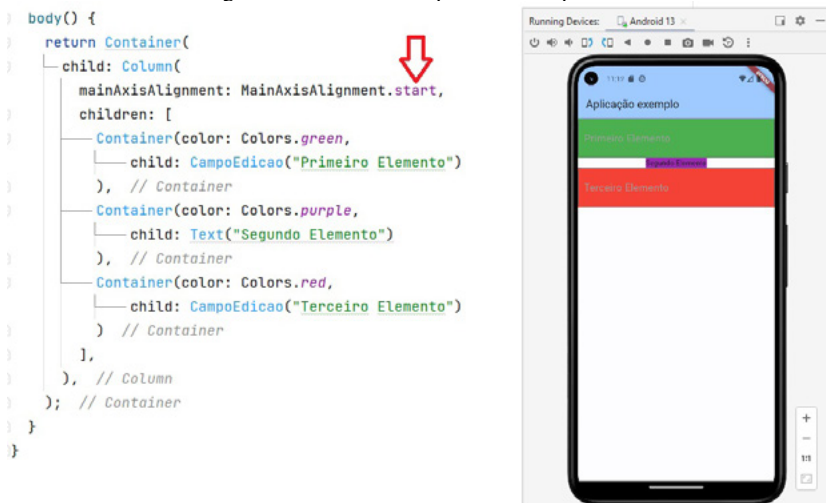 body() {
return Container(
child: Column(
mainAxisAlignment: MainAxisAlignment.start,
children: [
Container(color: Colors.green,
child: CampoEdicao("Primeiro Elemento")
), // Container
Container(color: Colors.purple,
child: Text("Segundo Elemento")
), // Container
Container(color: Colors.red,
child: CampoEdicao("Terceiro Elemento")
) // Container
],
), // Column
); // Container
}
}
Running Devices: Android 13
Aplicação exemplo
Primeiro Elemento
Segundo Elemento
Terceiro Elemento
+
−
1:1